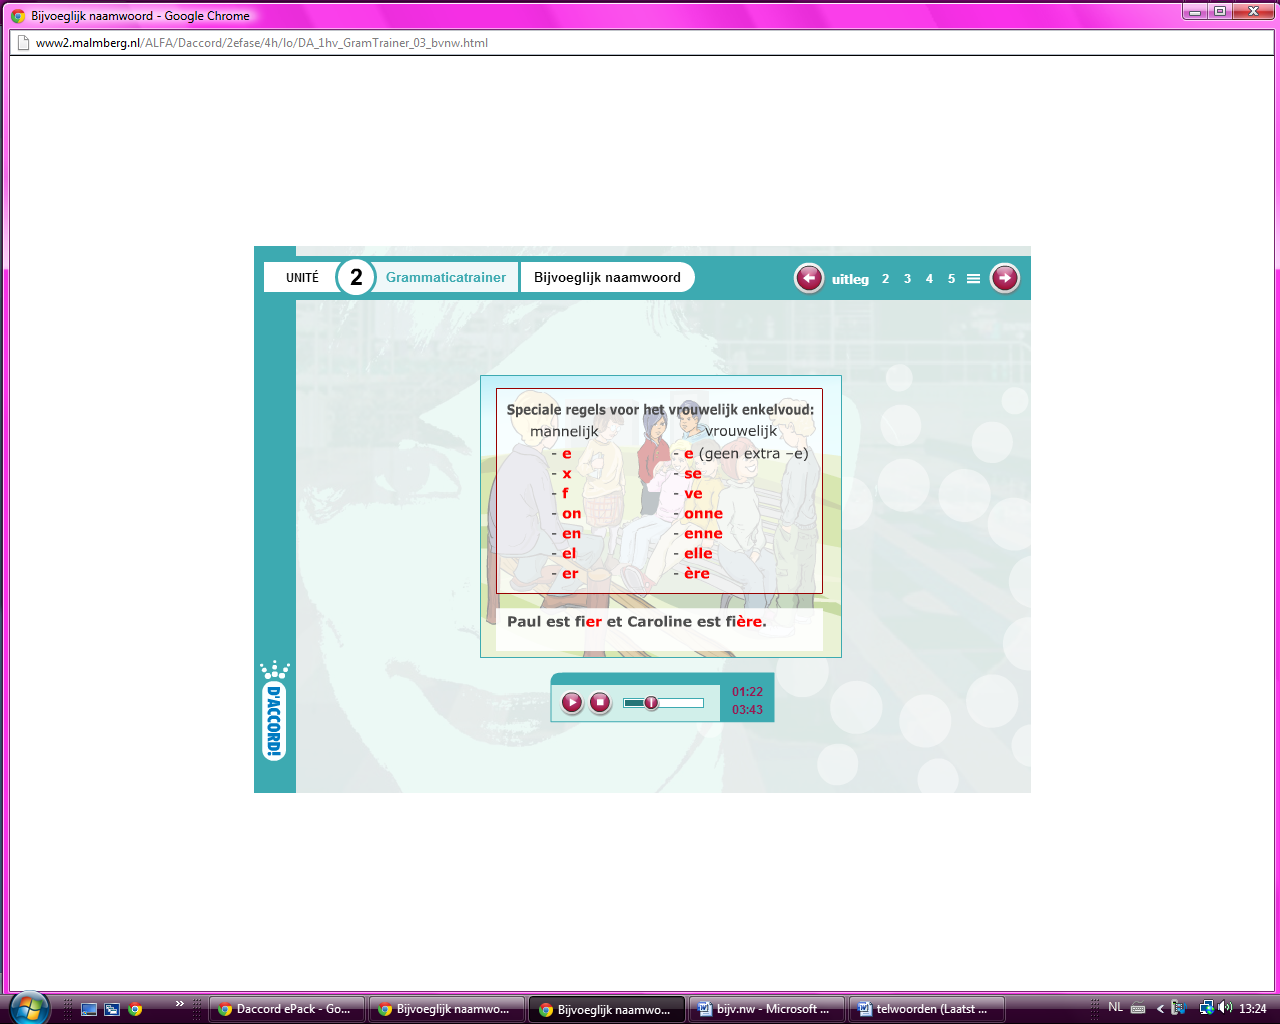 Bijvoeglijk naamwoord - Google Chrome
www2.malmberg.nl/ALFA/Daccord/2efase/4h/lo/DA_1hv_GramTrainer_03_bvnw.html
UNITÉ 2 Grammaticatrainer Bijvoeglijk naamwoord uitleg 2 3 4 5
Speciale regels voor het vrouwelijk enkelvoud:
mannelijk vrouwelijk
- e - e (geen extra –e)
- x - se
- f - ve
- on - onne
- en - enne
- el - elle
- er - ère
Paul est fier et Caroline est fière.
01:22
03:43
D'ACCORD!
Daccord ePack - Go... Bijvoeglijk naamwo... Bijvoeglijk naamwo... bijv.nw - Microsoft ... telwoorden (Laatst ... NL 13:24